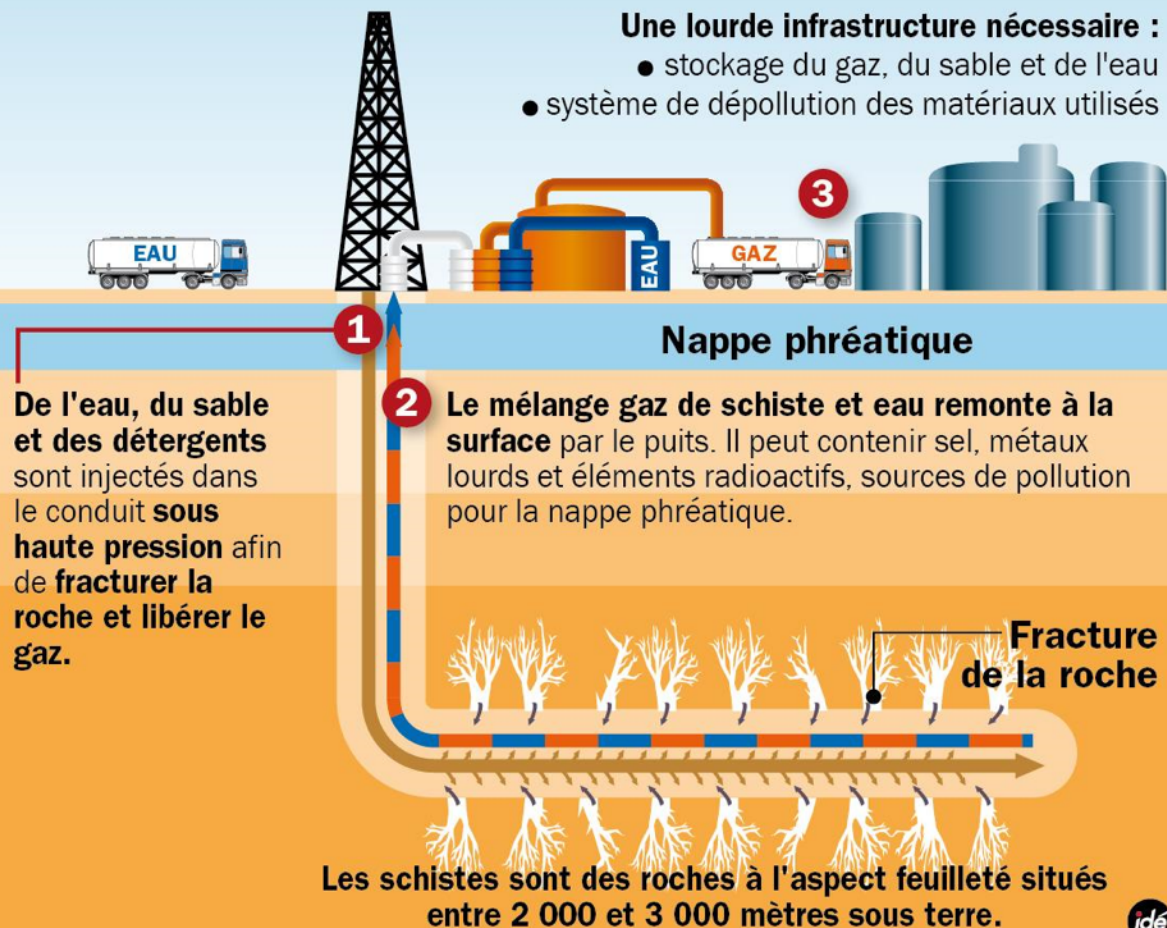 Une lourde infrastructure nécessaire :
● stockage du gaz, du sable et de l'eau
● système de dépollution des matériaux utilisés
3
EAU
EAU
GAZ
1
Nappe phréatique
De l'eau, du sable
et des détergents
sont injectés dans
le conduit sous
haute pression afin
de fracturer la
roche et libérer le
gaz.
2
Le mélange gaz de schiste et eau remonte à la
surface par le puits. Il peut contenir sel, métaux
lourds et éléments radioactifs, sources de pollution
pour la nappe phréatique.
Fracture
de la roche
Les schistes sont des roches à l'aspect feuilleté situés
entre 2 000 et 3 000 mètres sous terre.
idé